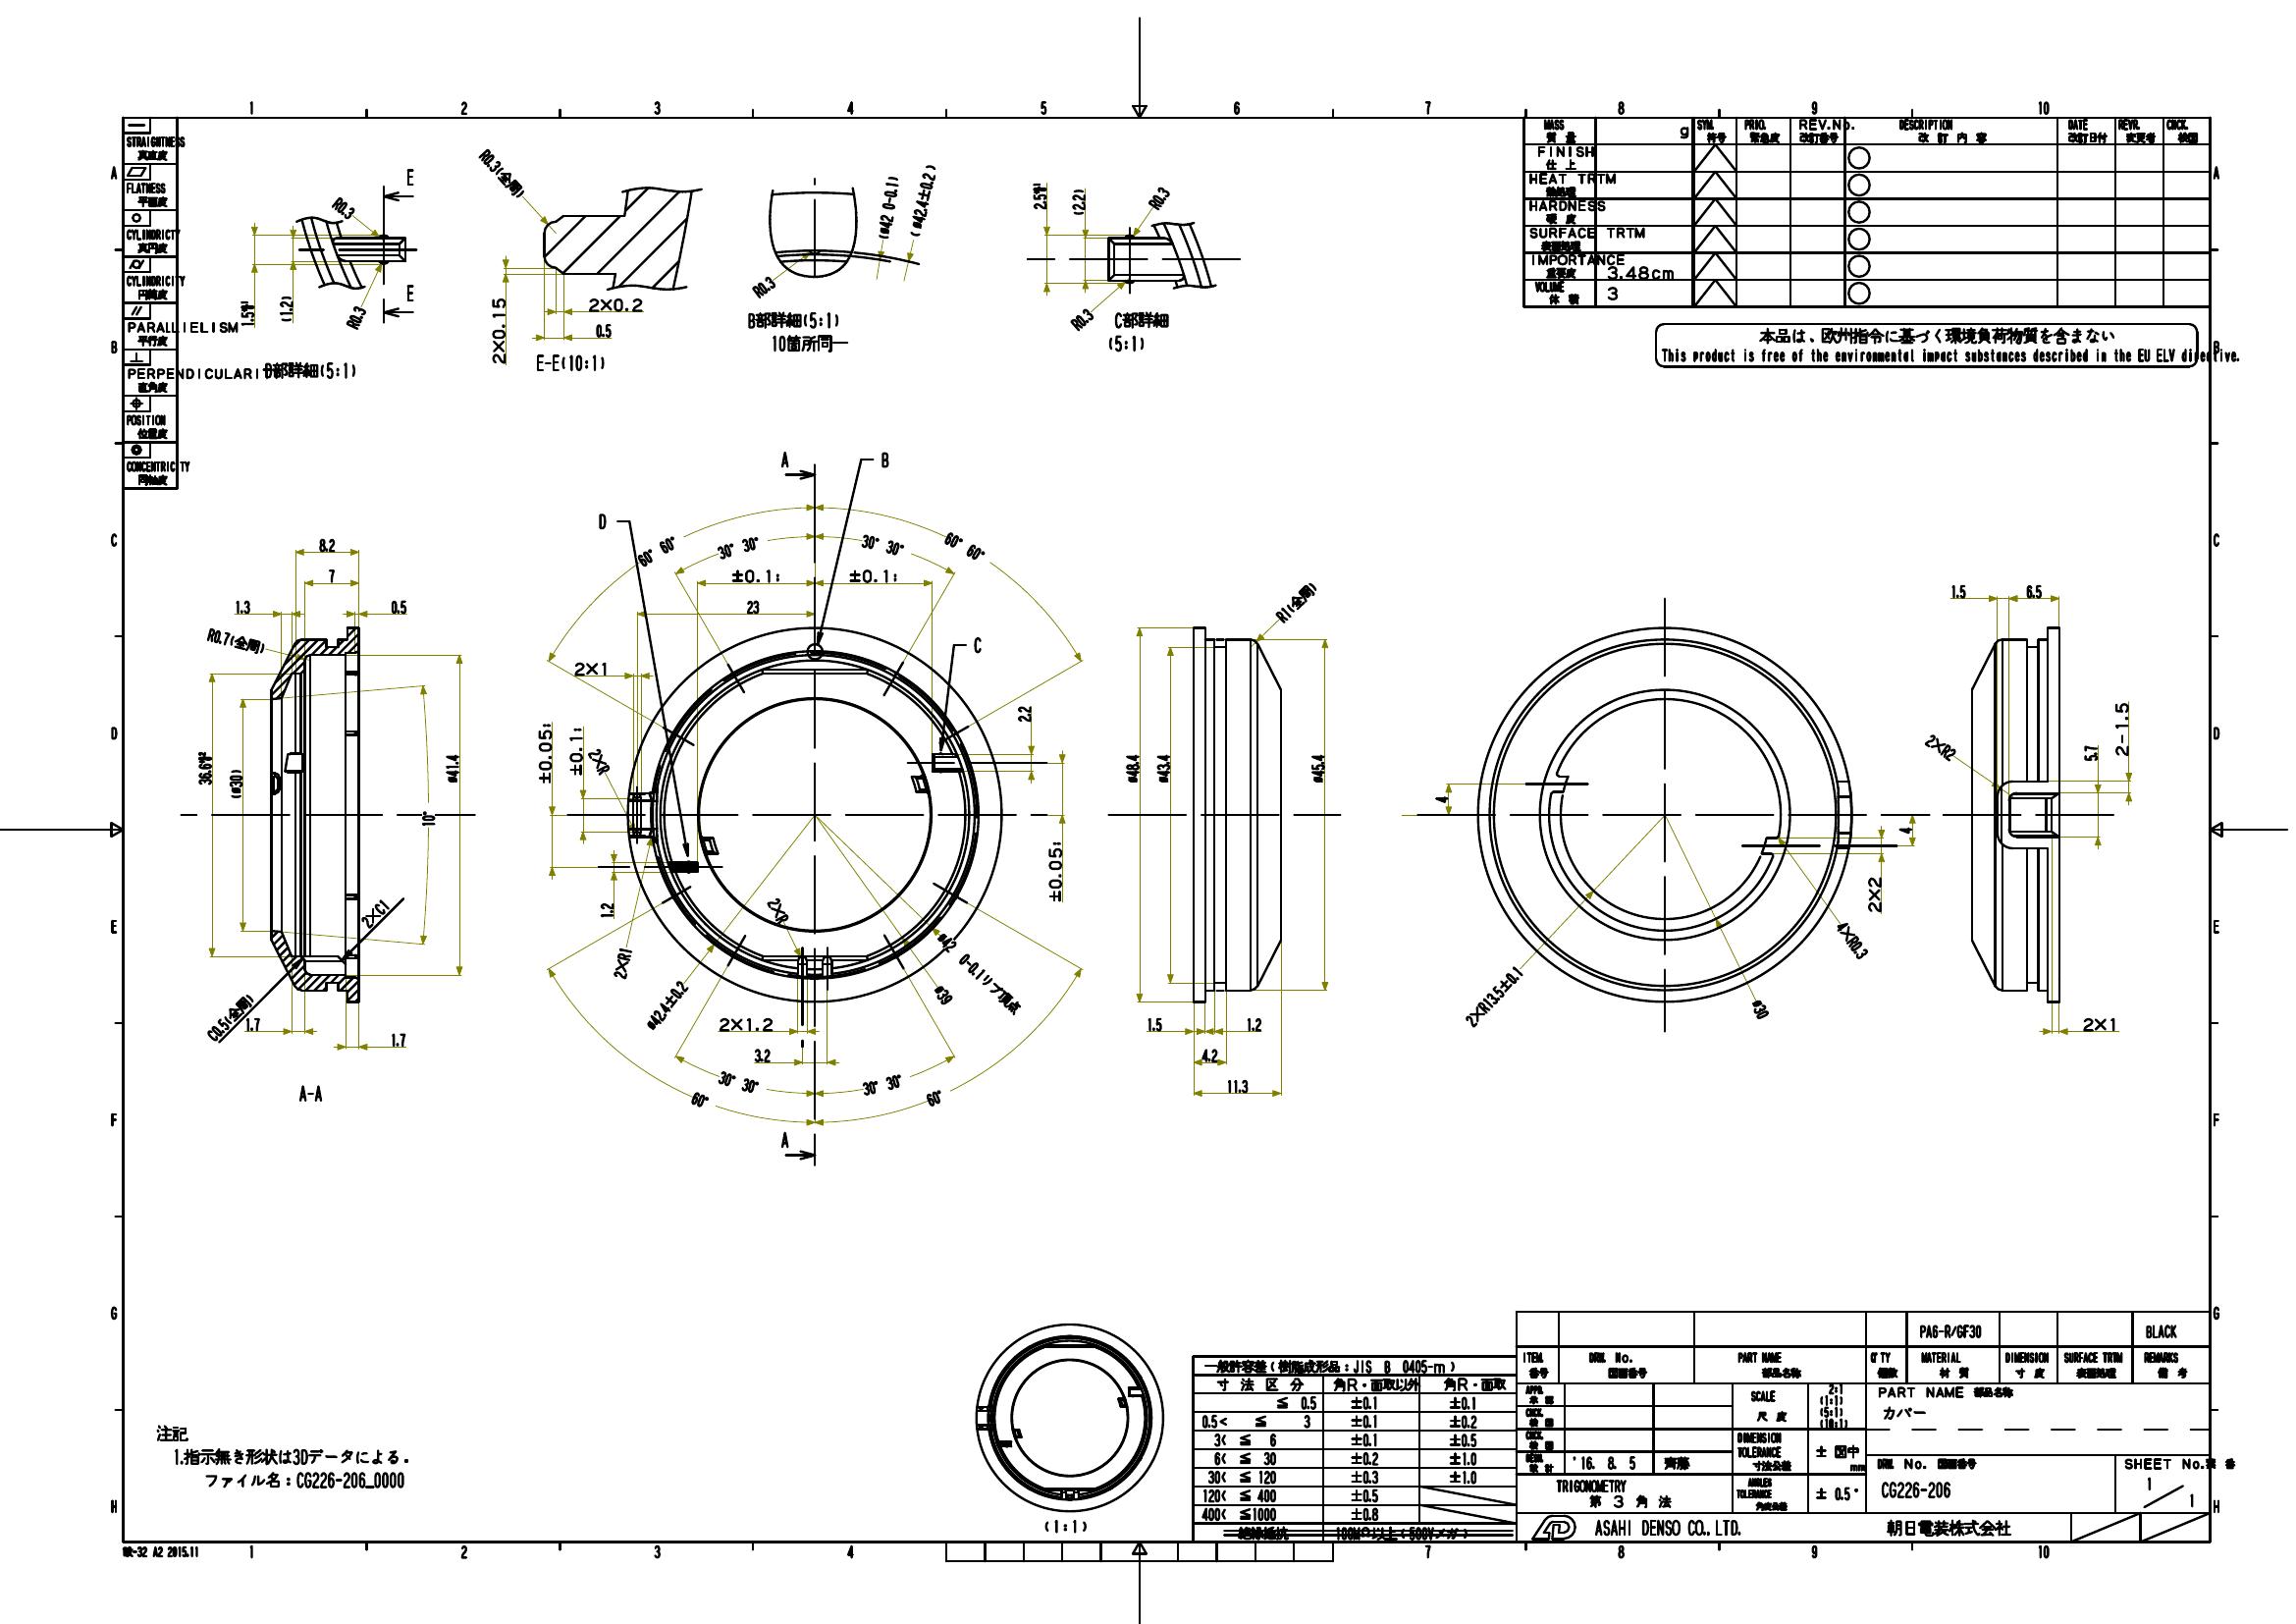 1 2 3 4 5 6 7 8 9 10
STRAIGHTNESS
真直度
FLATNESS
平面度
CYLINDRICTY
真円度
CYLINDRICITY
円筒度
PARALLIELISM
平行度
PERPENDICULARIT
直角度
POSITION
位置度
CONCENTRICITY
同軸度
A
B
C
D
E
F
G
H
R0.3
E
(1.2)
R0.3
E
D部詳細(5:1)
R0.3(全周)
2×0.15
2×0.2
0.5
E-E(10:1)
(ø42 0-0.1)
(ø42.4±0.2)
R0.3
B部詳細(5:1)
10箇所同一
(2.2)
R0.3
R0.3
C部詳細
(5:1)
MASS
質 量
g
SYM.
符号
PRIO.
緊急度
REV.No.
改訂番号
DESCRIPTION
改 訂 内 容
DATE
改訂日付
REVR.
変更者
CHCK.
検図
FINISH
仕 上
HEAT TRTM
熱処理
HARDNESS
硬 度
SURFACE TRTM
表面処理
IMPORTANCE
重要度
3.48cm
VOLUME
体 積
3
本品は、欧州指令に基づく環境負荷物質を含まない
This product is free of the environmental impact substances described in the EU ELV directive.
8.2
7
1.3
0.5
R0.7(全周)
(ø30)
10°
ø41.4
2×C1
C0.5(全周)
1.7
1.7
A-A
A
B
D
60° 60°
30° 30°
30° 30°
60° 60°
±0.1:
±0.1:
23
C
2×1
±0.05:
±0.1:
2×R
2.2
±0.05:
1.2
2×R1
2×R
ø42.4±0.2
ø42 0-0.1リブ頂点
ø39
2×1.2
3.2
30° 30°
30° 30°
60°
60°
A
R1(全周)
ø48.4
ø43.4
ø45.4
1.5
1.2
4.2
11.3
4
4
2×2
4×R0.3
2×R13.5±0.1
ø30
1.5
6.5
2×R2
5.7
2-1.5
2×1
注記
1.指示無き形状は3Dデータによる.
ファイル名:CG226-206_0000
(1:1)
一般許容差(樹脂成形品:JIS B 0405-m)
寸 法 区 分 角R・面取以外 角R・面取
≦ 0.5 ±0.1 ±0.1
0.5< ≦ 3 ±0.1 ±0.2
3< ≦ 6 ±0.1 ±0.5
6< ≦ 30 ±0.2 ±1.0
30< ≦ 120 ±0.3 ±1.0
120< ≦ 400 ±0.5
400< ≦1000 ±0.8
絶縁抵抗 100MΩ以上(500Vメガ)
PA6-R/GF30
BLACK
ITEM.
番号
DRW. No.
図面番号
PART NAME
部品名称
Q'TY
個数
MATERIAL
材 質
DIMENSION
寸 度
SURFACE TRTM
表面処理
REMARKS
備 考
APPD.
承 認
CHCK.
検 図
CHCK.
検 図
DESN.
設 計
'16. 8. 5
齊藤
SCALE
尺 度
2:1
(1:1)
(5:1)
(10:1)
DIMENSION
TOLERANCE
寸法公差
± 図中
mm
TRIGONOMETRY
第 3 角 法
ANGLES
TOLERANCE
角度公差
± 0.5°
PART NAME 部品名称
カバー
DRW. No. 図面番号
CG226-206
SHEET No.
1
1
ASAHI DENSO CO., LTD.
朝日電装株式会社
A2 2015.11
1 2 3 4 7 8 9 10